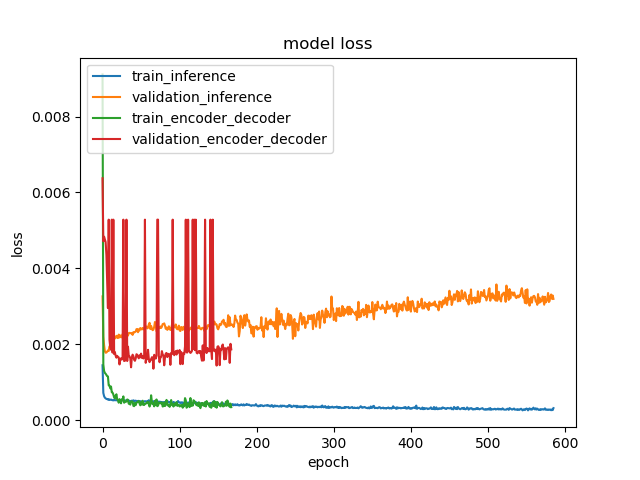 model loss
train_inference
validation_inference
train_encoder_decoder
validation_encoder_decoder
0.008
0.006
0.004
0.002
0.000
loss
0 100 200 300 400 500 600
epoch